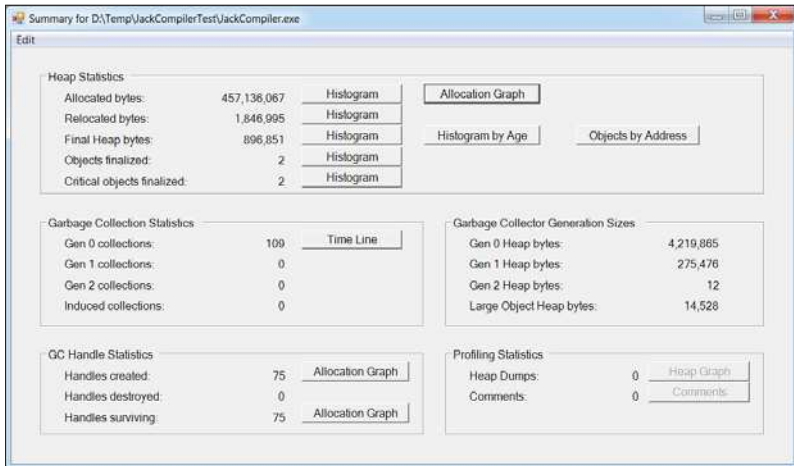 Summary for D:\Temp\JackCompilerTest\JackCompiler.exe
Edit
Heap Statistics
Allocated bytes: 457,136,067 Histogram Allocation Graph
Relocated bytes: 1,846,995 Histogram
Final Heap bytes: 896,851 Histogram Histogram by Age Objects by Address
Objects finalized: 2 Histogram
Critical objects finalized: 2 Histogram
Garbage Collection Statistics
Gen 0 collections: 109 Time Line
Gen 1 collections: 0
Gen 2 collections: 0
Induced collections: 0
Garbage Collector Generation Sizes
Gen 0 Heap bytes: 4,219,865
Gen 1 Heap bytes: 275,476
Gen 2 Heap bytes: 12
Large Object Heap bytes: 14,528
GC Handle Statistics
Handles created: 75 Allocation Graph
Handles destroyed: 0
Handles surviving: 75 Allocation Graph
Profiling Statistics
Heap Dumps: 0 Heap Graph
Comments: 0 Comments